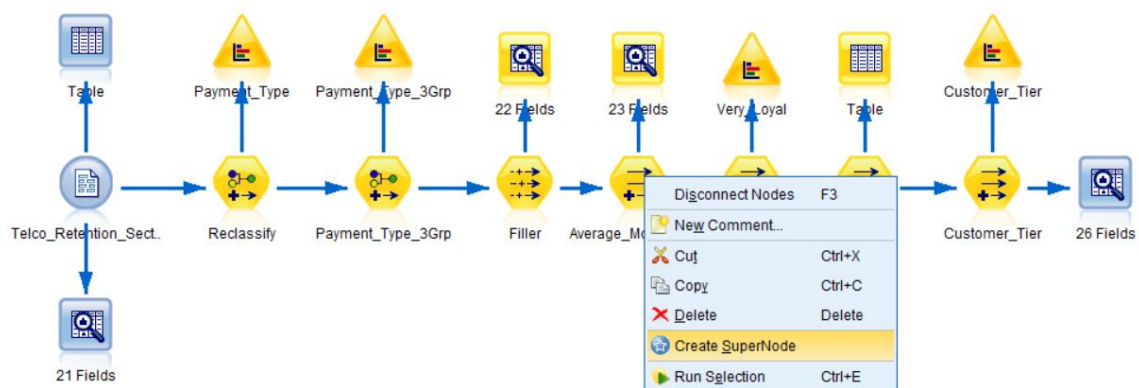 Table
Payment_Type
Payment_Type_3Grp
22 Fields
23 Fields
Very_Loyal
Table
Customer_Tier
Telco_Retention_Sect..
Reclassify
Payment_Type_3Grp
Filler
Average_Mo
Customer_Tier
26 Fields
Disconnect Nodes F3
New Comment...
Cut Ctrl+X
Copy Ctrl+C
Delete Delete
Create SuperNode
Run Selection Ctrl+E
21 Fields